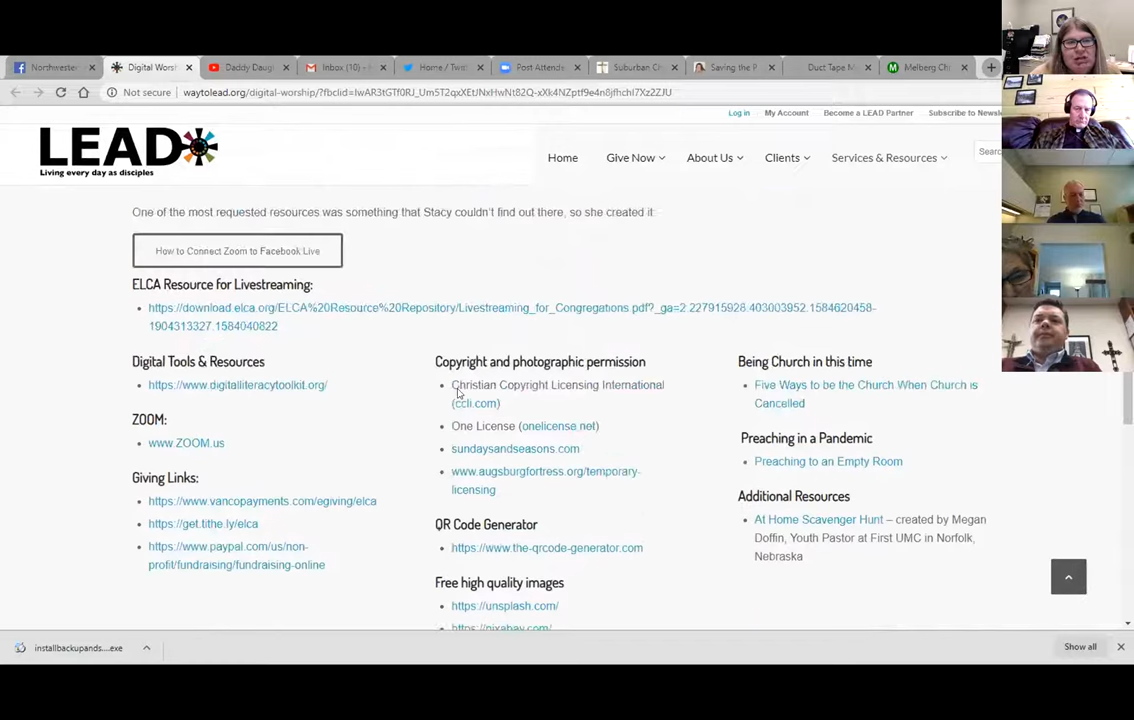 Northwester
Digital Wors
Daddy Daug
Inbox (10) -
Home / Twit
Post Attende
Suburban Ch
Saving the P
Duct Tape M
Melberg Chr
Not secure
waytolead.org/digital-worship/?fbclid=IwAR3tGTf0RJ_Um5T2qxXEtJNxHwNt82Q-xXk4NZptf9e4n8jfhchI7Xz2ZJU
Log in
My Account
Become a LEAD Partner
Subscribe to Newsle
LEAD
Living every day as disciples
Home
Give Now
About Us
Clients
Services & Resources
Searc
One of the most requested resources was something that Stacy couldn't find out there, so she created it:
How to Connect Zoom to Facebook Live
ELCA Resource for Livestreaming:
https://download.elca.org/ELCA%20Resource%20Repository/Livestreaming_for_Congregations.pdf?_ga=2.227915928.403003952.1584620458-
1904313327.1584040822
Digital Tools & Resources
https://www.digitalliteracytoolkit.org/
ZOOM:
www.ZOOM.us
Giving Links:
https://www.vancopayments.com/egiving/elca
https://get.tithe.ly/elca
https://www.paypal.com/us/non-
profit/fundraising/fundraising-online
Copyright and photographic permission
Christian Copyright Licensing International
(ccli.com)
One License (onelicense.net)
sundaysandseasons.com
www.augsburgfortress.org/temporary-
licensing
QR Code Generator
https://www.the-qrcode-generator.com
Free high quality images
https://unsplash.com/
https://pixabay.com/
Being Church in this time
Five Ways to be the Church When Church is
Cancelled
Preaching in a Pandemic
Preaching to an Empty Room
Additional Resources
At Home Scavenger Hunt – created by Megan
Doffin, Youth Pastor at First UMC in Norfolk,
Nebraska
installbackupands....exe
Show all